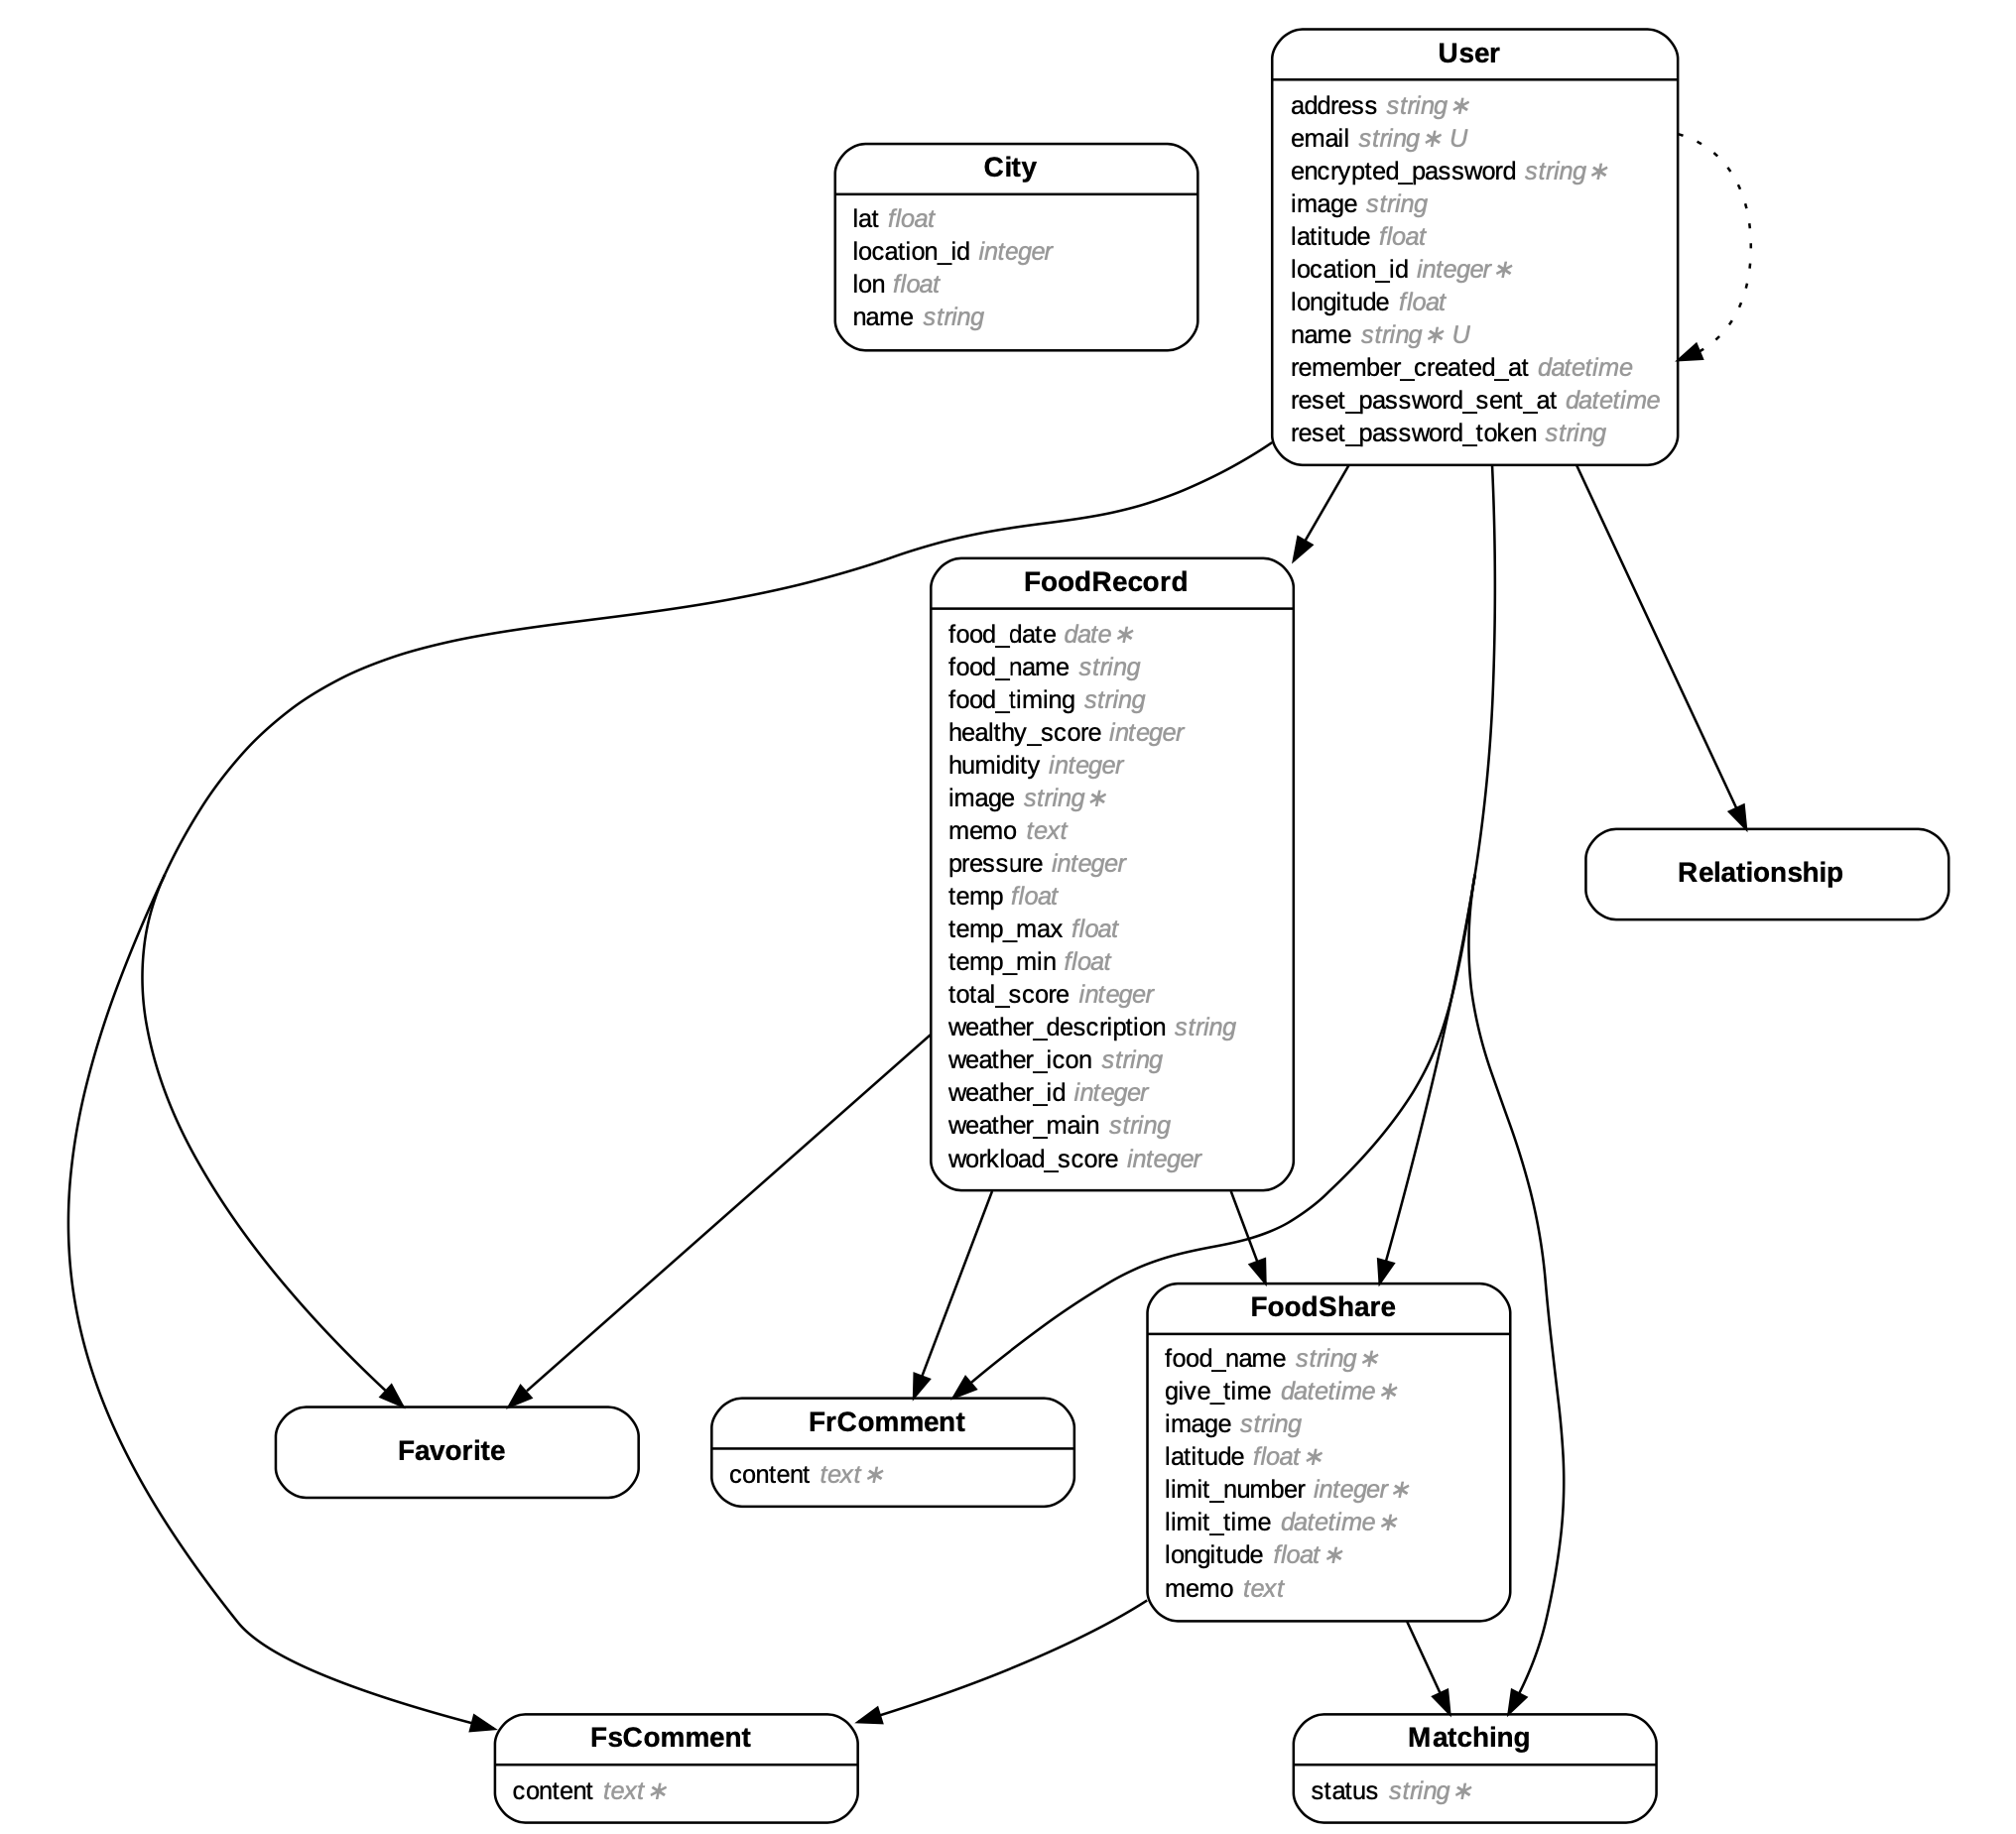 User
address string∗
email string∗ U
encrypted_password string∗
image string
latitude float
location_id integer∗
longitude float
name string∗ U
remember_created_at datetime
reset_password_sent_at datetime
reset_password_token string
City
lat float
location_id integer
lon float
name string
FoodRecord
food_date date∗
food_name string
food_timing string
healthy_score integer
humidity integer
image string∗
memo text
pressure integer
temp float
temp_max float
temp_min float
total_score integer
weather_description string
weather_icon string
weather_id integer
weather_main string
workload_score integer
Relationship
FoodShare
food_name string∗
give_time datetime∗
image string
latitude float∗
limit_number integer∗
limit_time datetime∗
longitude float∗
memo text
Favorite
FrComment
content text∗
FsComment
content text∗
Matching
status string∗